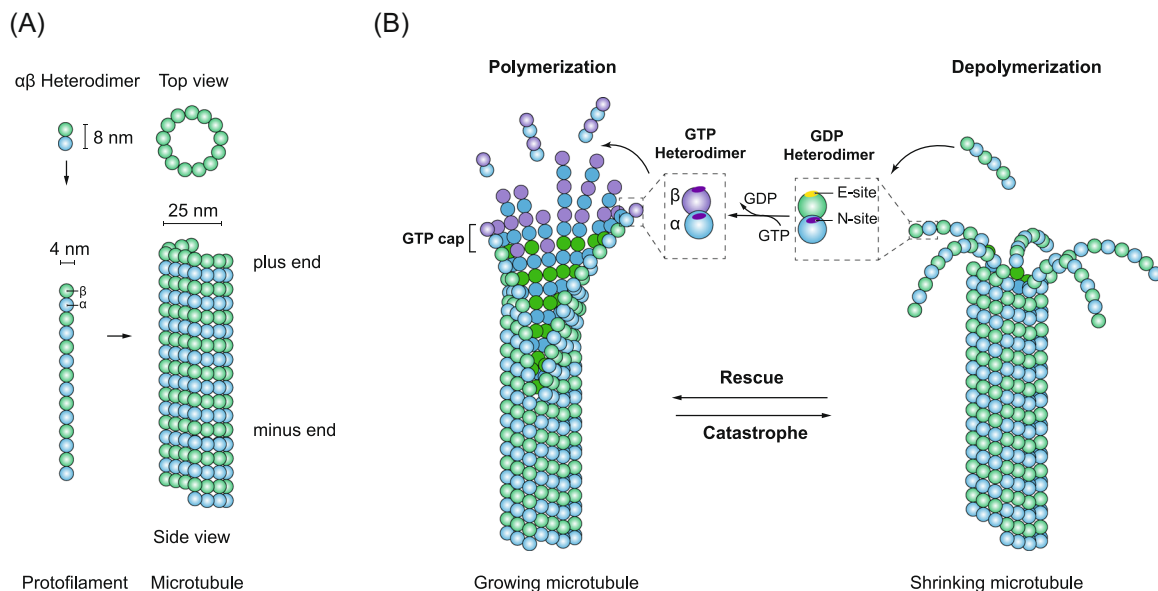 (A)
αβ Heterodimer
Top view
8 nm
25 nm
4 nm
plus end
β
α
minus end
Side view
Protofilament
Microtubule
(B)
Polymerization
Depolymerization
GTP
Heterodimer
GDP
Heterodimer
β
α
GDP
GTP
E-site
N-site
GTP cap
Rescue
Catastrophe
Growing microtubule
Shrinking microtubule